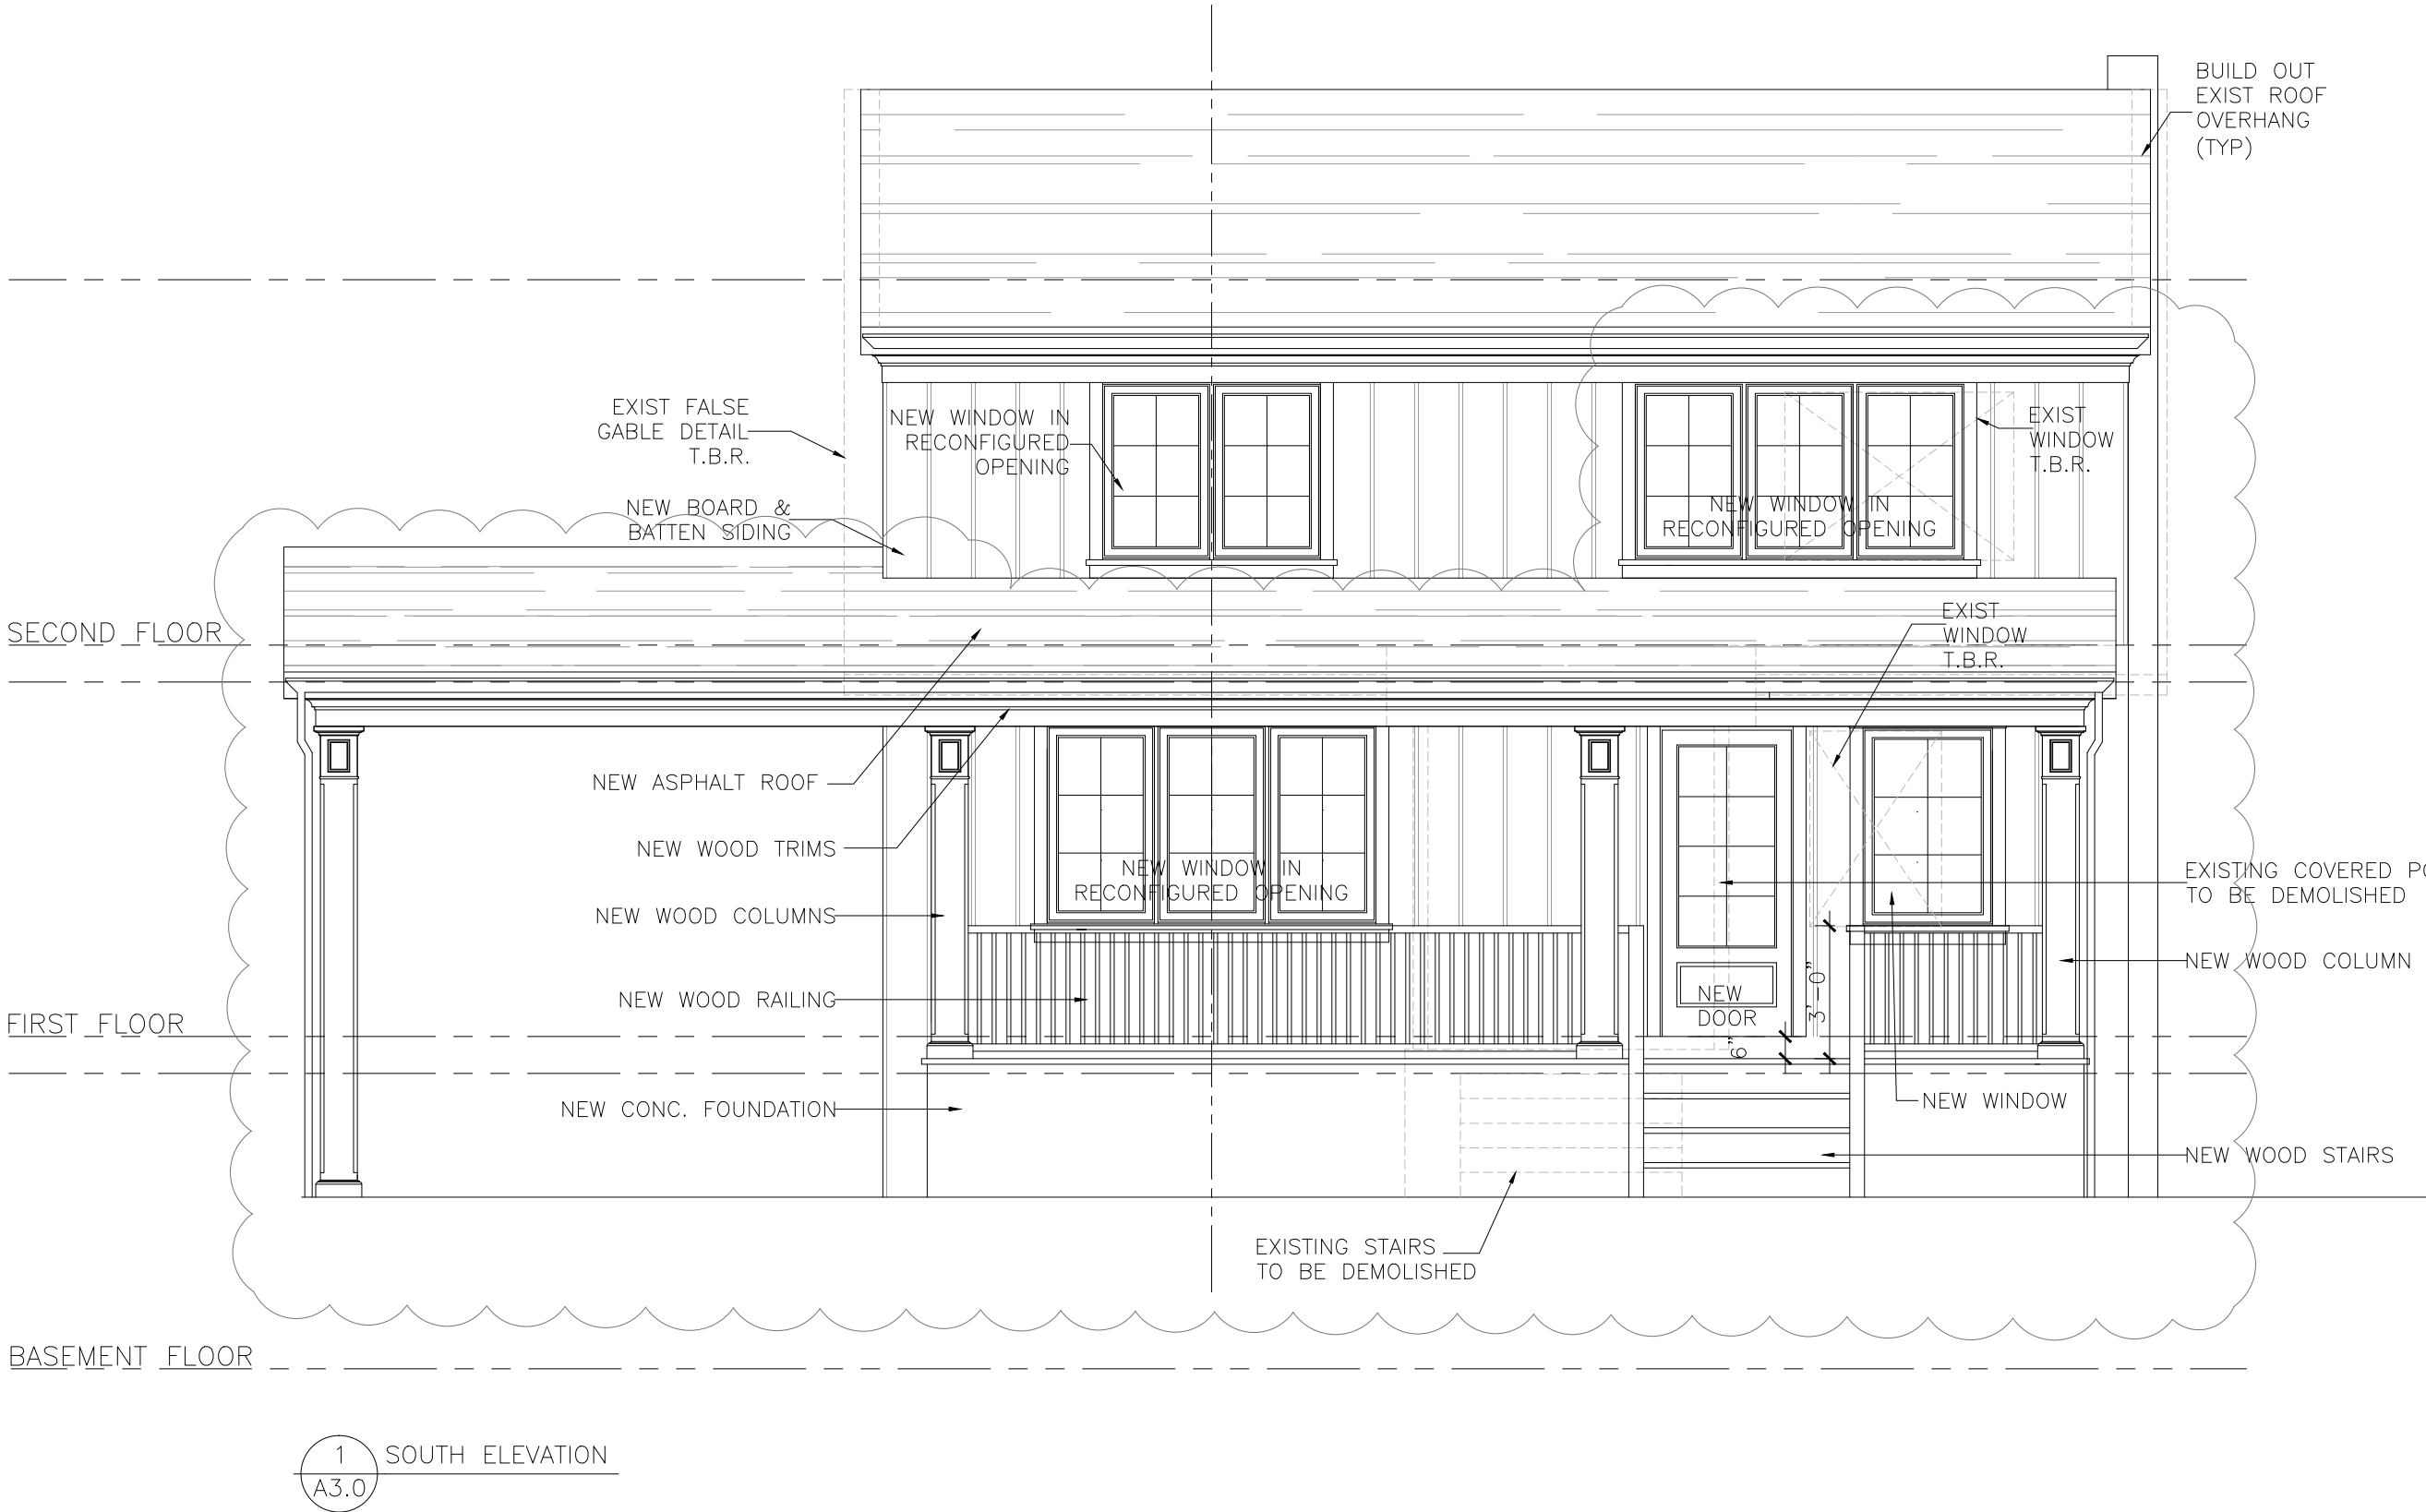 BUILD OUT
EXIST ROOF
OVERHANG
(TYP)
EXIST FALSE
GABLE DETAIL
T.B.R.
NEW WINDOW IN
RECONFIGURED
OPENING
EXIST
WINDOW
T.B.R.
NEW BOARD &
BATTEN SIDING
NEW WINDOW IN
RECONFIGURED OPENING
SECOND FLOOR
EXIST
WINDOW
T.B.R.
NEW ASPHALT ROOF
NEW WOOD TRIMS
NEW WINDOW IN
RECONFIGURED OPENING
EXISTING COVERED
TO BE DEMOLISHED
NEW WOOD COLUMNS
NEW WOOD COLUMN
NEW WOOD RAILING
NEW
DOOR
3'-0"
6"
FIRST FLOOR
NEW CONC. FOUNDATION
NEW WINDOW
NEW WOOD STAIRS
EXISTING STAIRS
TO BE DEMOLISHED
BASEMENT FLOOR
1
A3.0
SOUTH ELEVATION